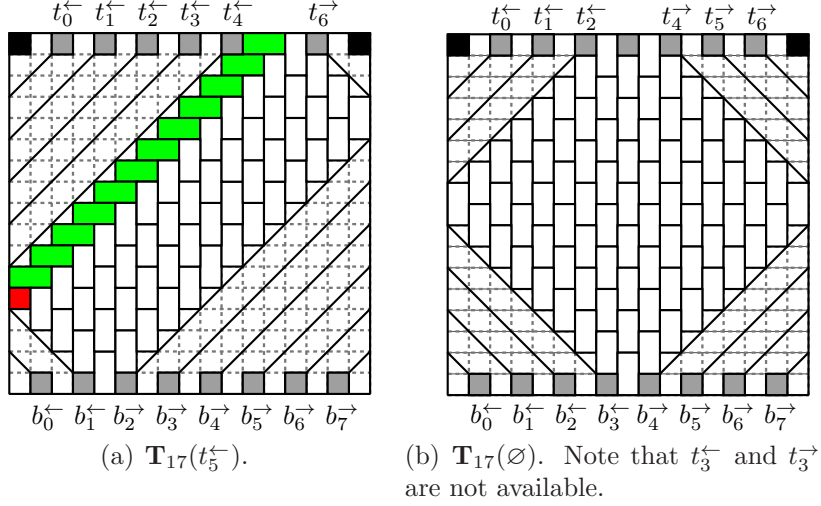 t₀← t₁← t₂← t₃← t₄← t₆→
b₀← b₁← b₂→ b₃→ b₄→ b₅→ b₆→ b₇→
(a) T₁₇(t₅←).
t₀← t₁← t₂← t₄→ t₅→ t₆→
b₀← b₁← b₂← b₃← b₄→ b₅→ b₆→ b₇→
(b) T₁₇(∅). Note that t₃← and t₃→
are not available.